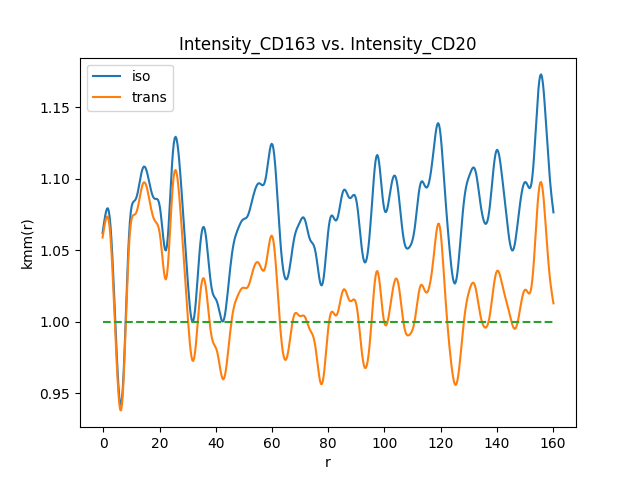 Intensity_CD163 vs. Intensity_CD20
iso
trans
1.15
1.10
1.05
1.00
0.95
kmm(r)
0 20 40 60 80 100 120 140 160
r